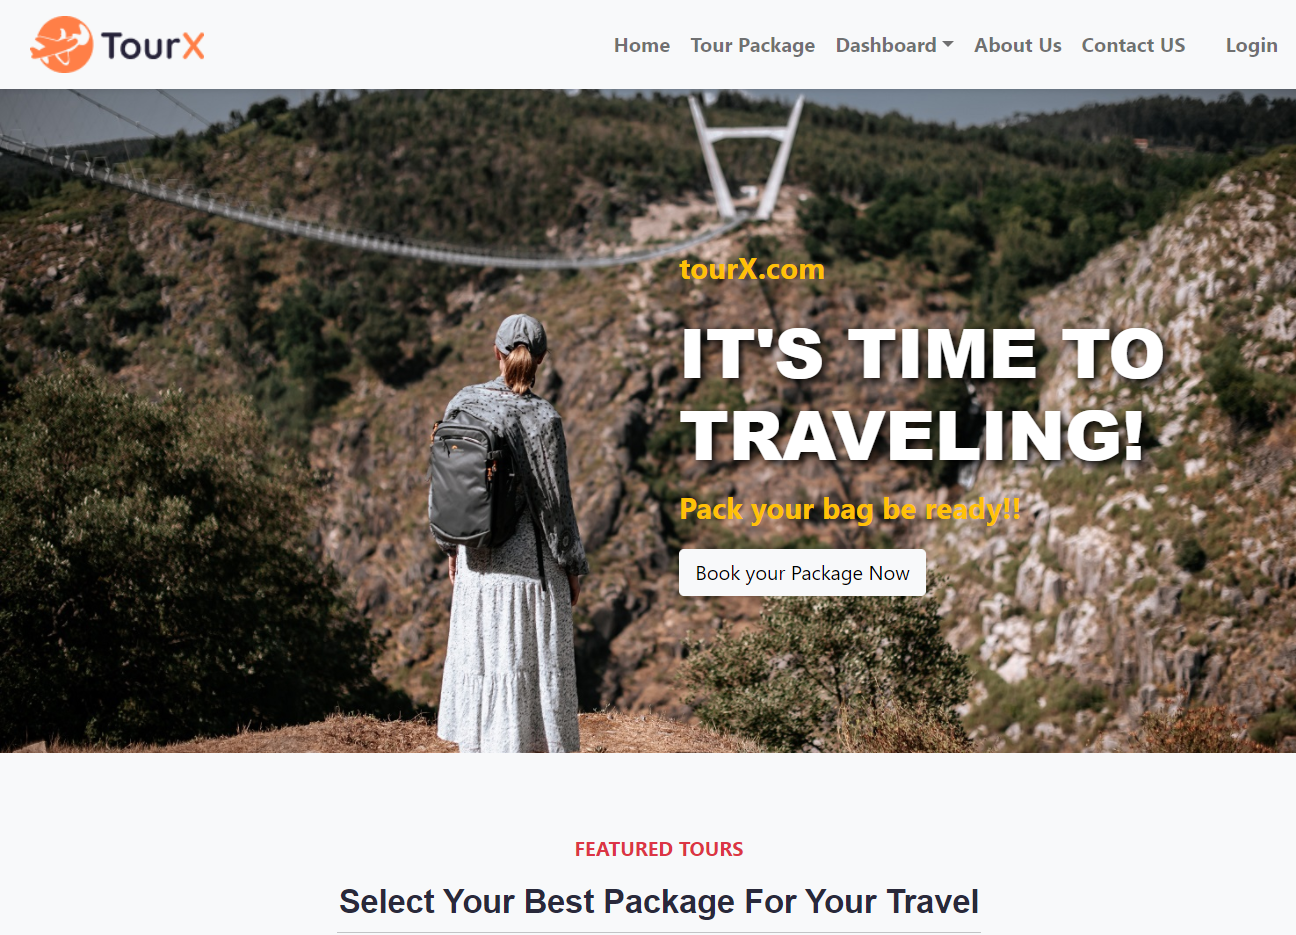 TourX
Home Tour Package Dashboard About Us Contact US Login
tourX.com
IT'S TIME TO
TRAVELING!
Pack your bag be ready!!
Book your Package Now
FEATURED TOURS
Select Your Best Package For Your Travel